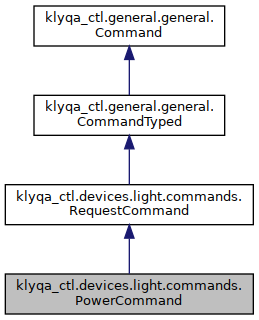 klyqa_ctl.general.general.
Command
klyqa_ctl.general.general.
CommandTyped
klyqa_ctl.devices.light.commands.
RequestCommand
klyqa_ctl.devices.light.commands.
PowerCommand